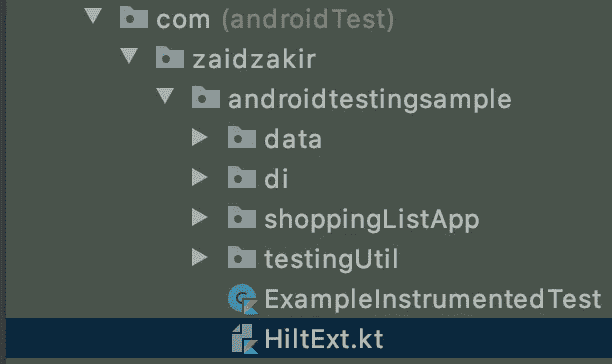 com (androidTest)
zaidzakir
androidtestingsample
data
di
shoppingListApp
testingUtil
ExampleInstrumentedTest
HiltExt.kt